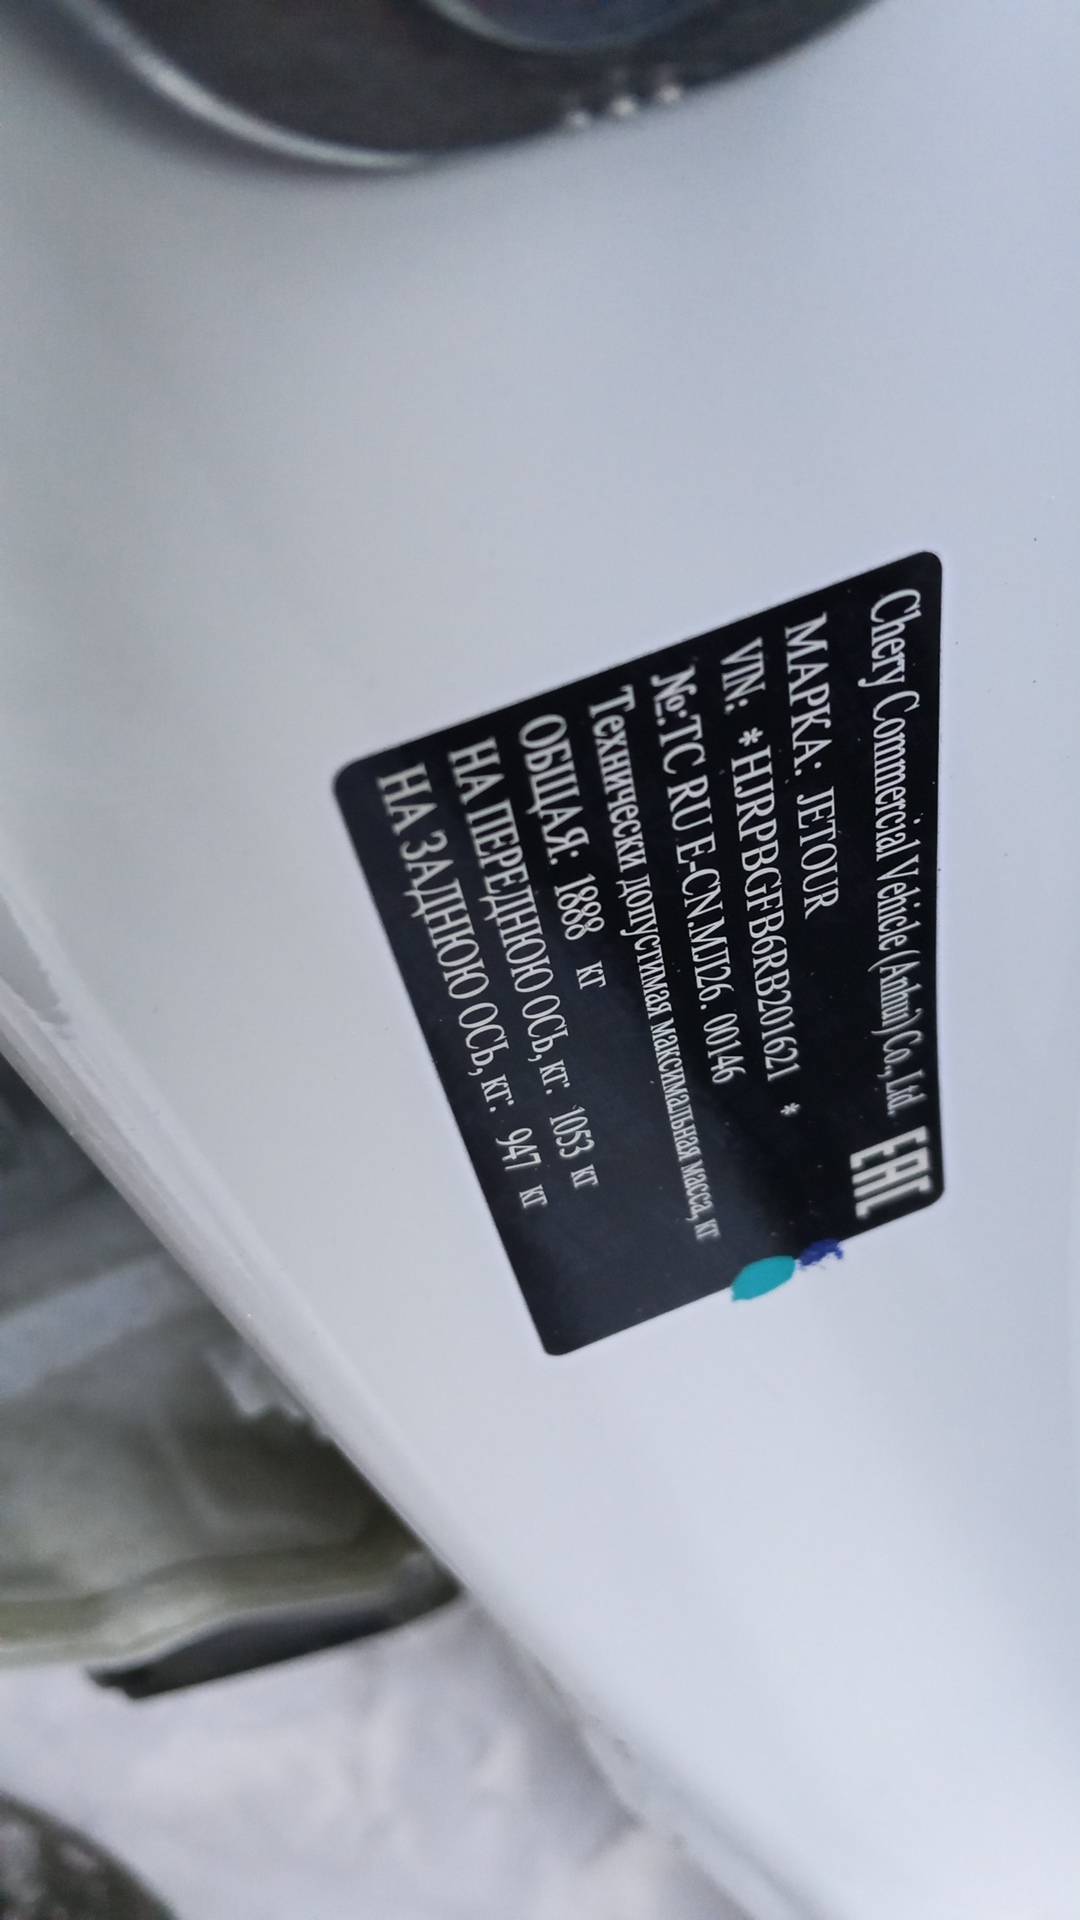 Chery Commercial Vehicle (Anhui) Co., Ltd. EAC
МАРКА: JETOUR
VIN: *HJRPBGFB6RB201621 *
№:ТС RU E-CN.МЛ26. 00146
Технически допустимая максимальная масса, кг
ОБЩАЯ: 1888 кг
НА ПЕРЕДНЮЮ ОСЬ, кг: 1053 кг
НА ЗАДНЮЮ ОСЬ, кг: 947 кг